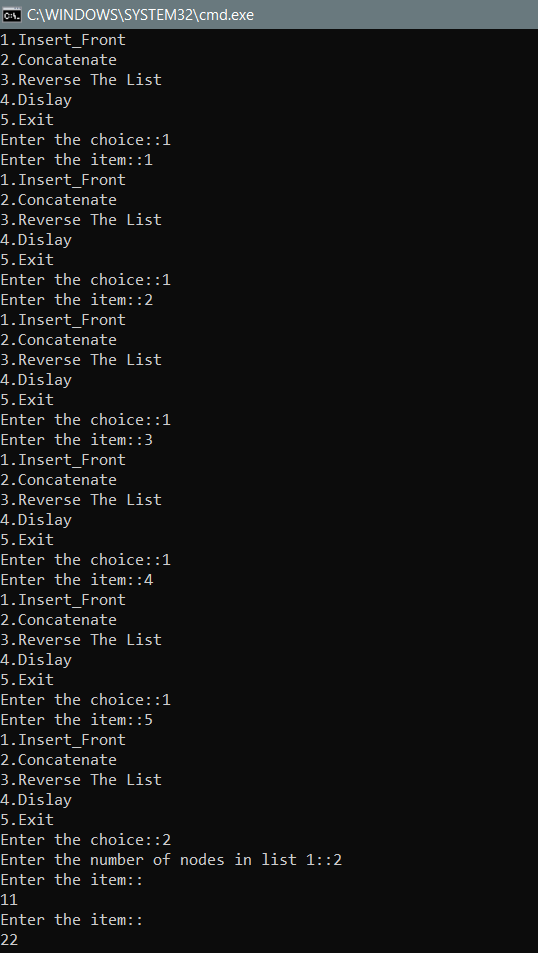 C:\WINDOWS\SYSTEM32\cmd.exe
1.Insert_Front
2.Concatenate
3.Reverse The List
4.Dislay
5.Exit
Enter the choice::1
Enter the item::1
1.Insert_Front
2.Concatenate
3.Reverse The List
4.Dislay
5.Exit
Enter the choice::1
Enter the item::2
1.Insert_Front
2.Concatenate
3.Reverse The List
4.Dislay
5.Exit
Enter the choice::1
Enter the item::3
1.Insert_Front
2.Concatenate
3.Reverse The List
4.Dislay
5.Exit
Enter the choice::1
Enter the item::4
1.Insert_Front
2.Concatenate
3.Reverse The List
4.Dislay
5.Exit
Enter the choice::1
Enter the item::5
1.Insert_Front
2.Concatenate
3.Reverse The List
4.Dislay
5.Exit
Enter the choice::2
Enter the number of nodes in list 1::2
Enter the item::
11
Enter the item::
22